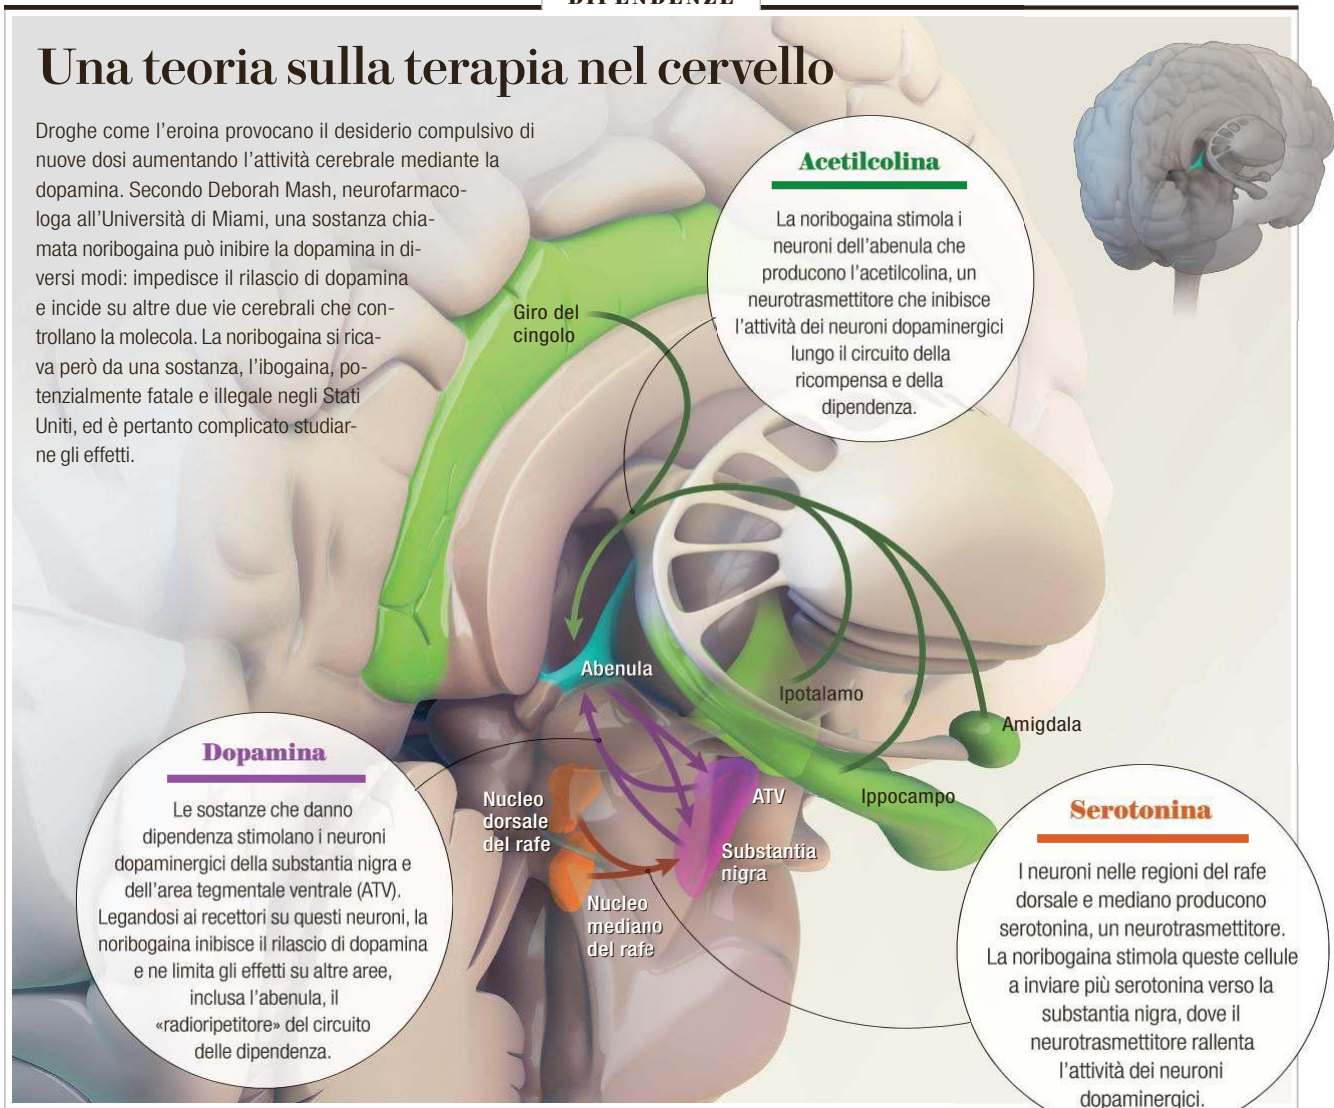 DIPENDENZE
Una teoria sulla terapia nel cervello
Droghe come l'eroina provocano il desiderio compulsivo di
nuove dosi aumentando l'attività cerebrale mediante la
dopamina. Secondo Deborah Mash, neurofarmaco-
loga all'Università di Miami, una sostanza chia-
mata noribogaina può inibire la dopamina in di-
versi modi: impedisce il rilascio di dopamina
e incide su altre due vie cerebrali che con-
trollano la molecola. La noribogaina si rica-
va però da una sostanza, l'ibogaina, po-
tenzialmente fatale e illegale negli Stati
Uniti, ed è pertanto complicato studiar-
ne gli effetti.
Acetilcolina
La noribogaina stimola i
neuroni dell'abenula che
producono l'acetilcolina, un
neurotrasmettitore che inibisce
l'attività dei neuroni dopaminergici
lungo il circuito della
ricompensa e della
dipendenza.
Giro del
cingolo
Abenula
Ipotalamo
Amigdala
Ippocampo
ATV
Substantia
nigra
Nucleo
dorsale
del rafe
Nucleo
mediano
del rafe
Dopamina
Le sostanze che danno
dipendenza stimolano i neuroni
dopaminergici della substantia nigra e
dell'area tegmentale ventrale (ATV).
Legandosi ai recettori su questi neuroni, la
noribogaina inibisce il rilascio di dopamina
e ne limita gli effetti su altre aree,
inclusa l'abenula, il
«radioripetitore» del circuito
delle dipendenza.
Serotonina
I neuroni nelle regioni del rafe
dorsale e mediano producono
serotonina, un neurotrasmettitore.
La noribogaina stimola queste cellule
a inviare più serotonina verso la
substantia nigra, dove il
neurotrasmettitore rallenta
l'attività dei neuroni
dopaminergici.